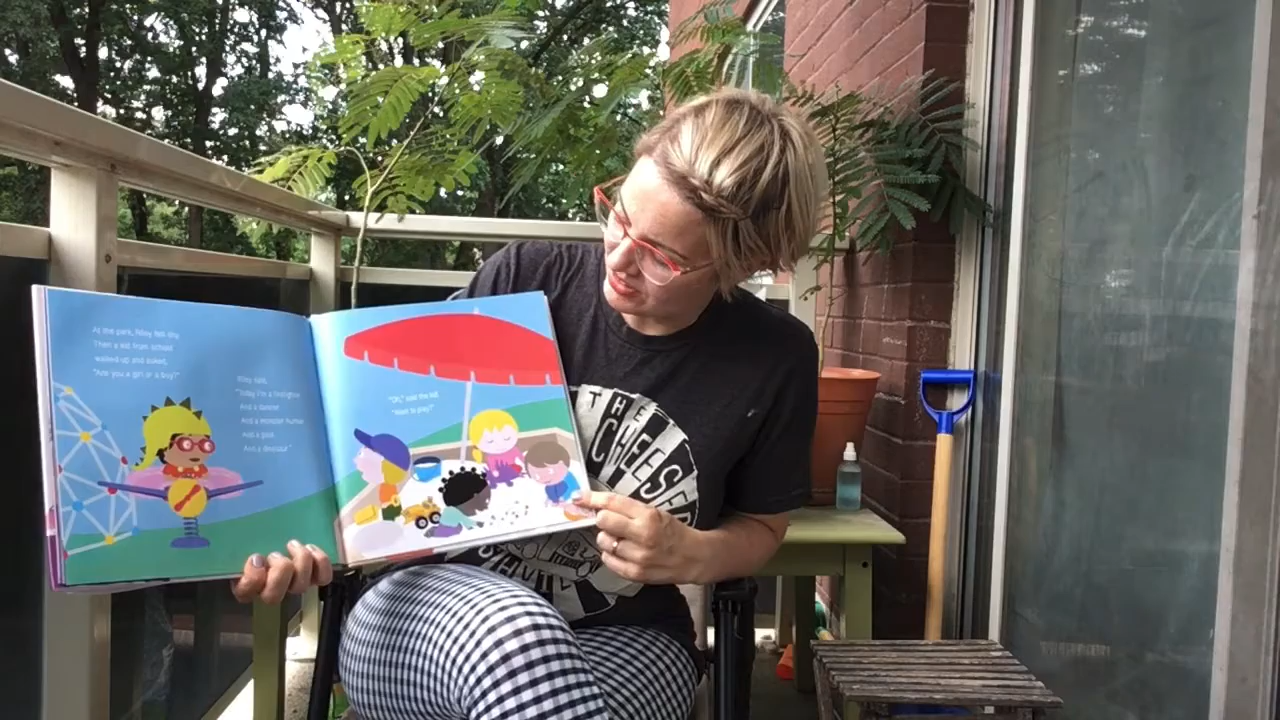 At the park, Riley felt shy.
Then a kid from school
walked up and asked,
"Are you a girl or a boy?"
Riley said,
"Today I'm a firefighter.
And a dancer.
And a monster hunter.
And a pilot.
And a dinosaur."
"Oh," said the kid.
"Want to play?"
THE
CHEESE